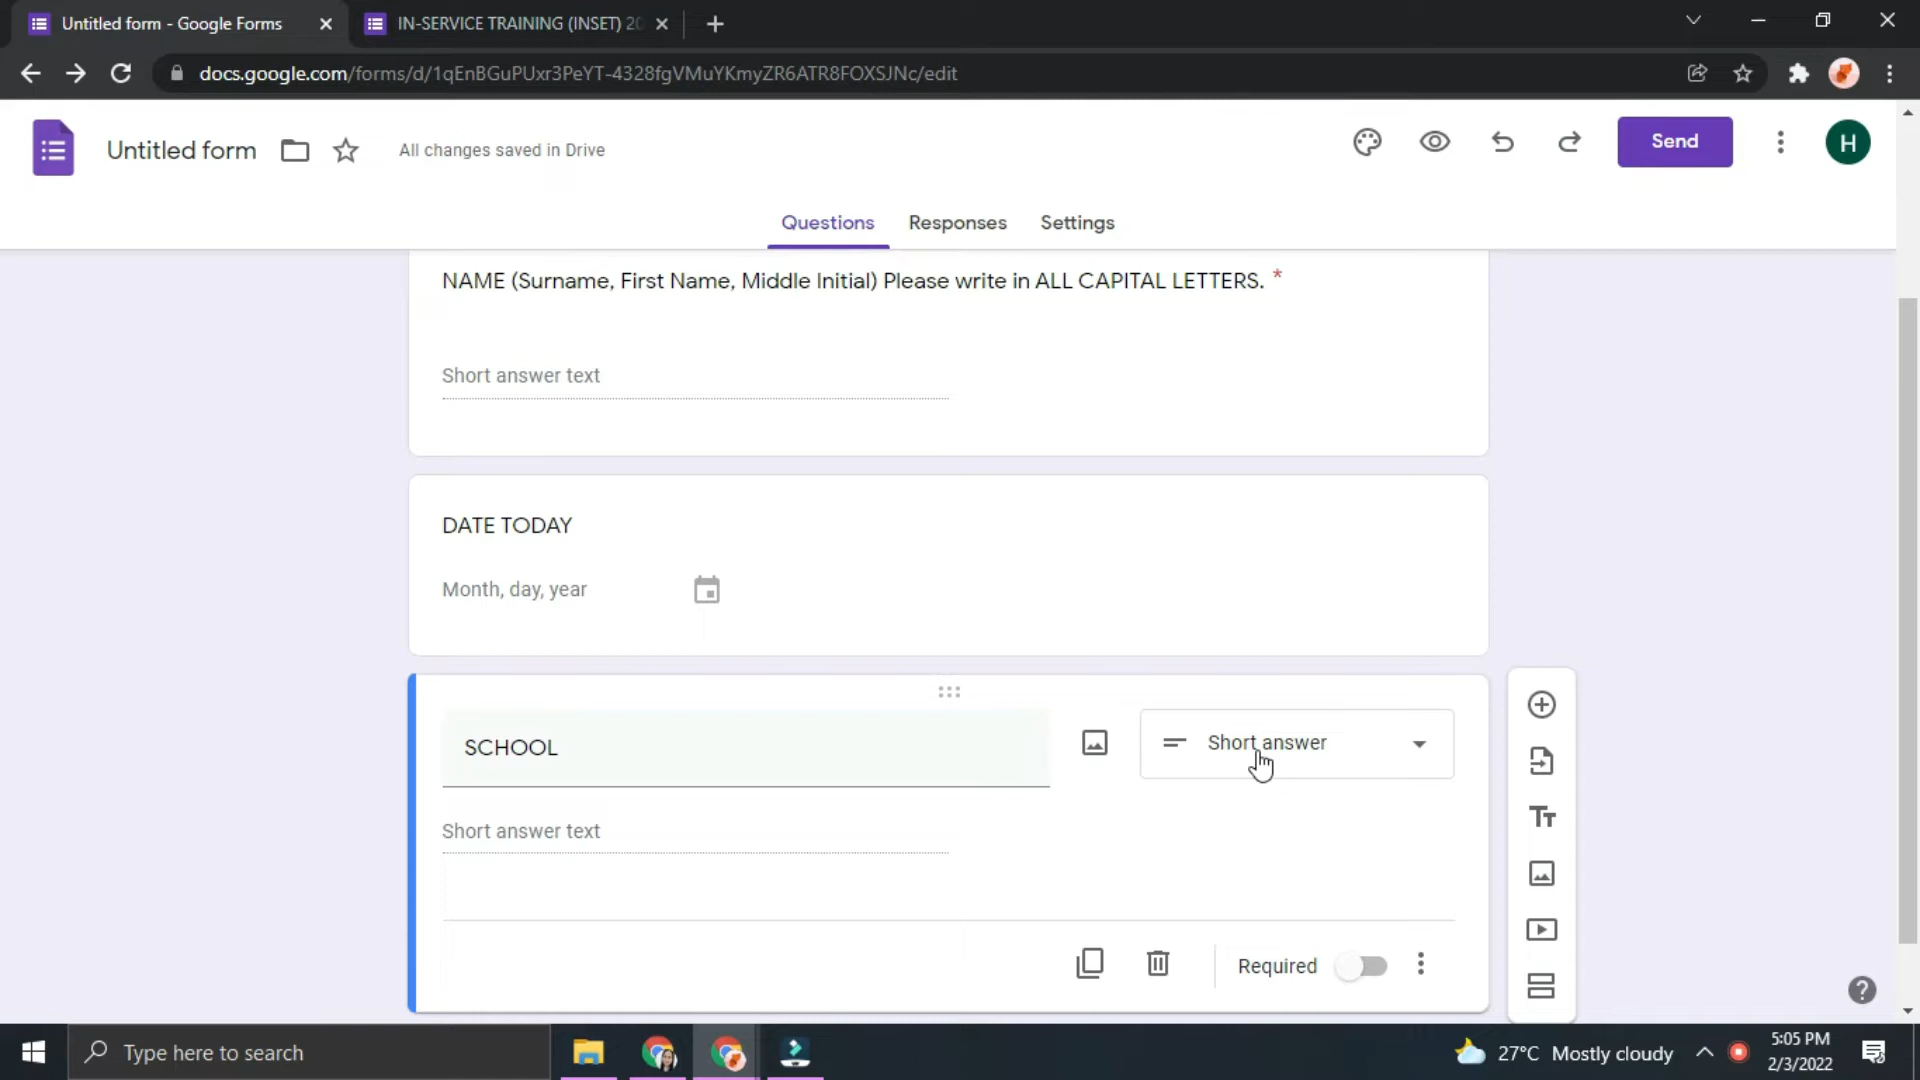 Untitled form - Google Forms
IN-SERVICE TRAINING (INSET) 20
docs.google.com/forms/d/1qEnBGuPUxr3PeYT-4328fgVMuYKmyZR6ATR8FOXSJNc/edit
Untitled form
All changes saved in Drive
Send
H
Questions Responses Settings
NAME (Surname, First Name, Middle Initial) Please write in ALL CAPITAL LETTERS. *
Short answer text
DATE TODAY
Month, day, year
SCHOOL
Short answer
Short answer text
Required
Type here to search
27°C Mostly cloudy
5:05 PM
2/3/2022